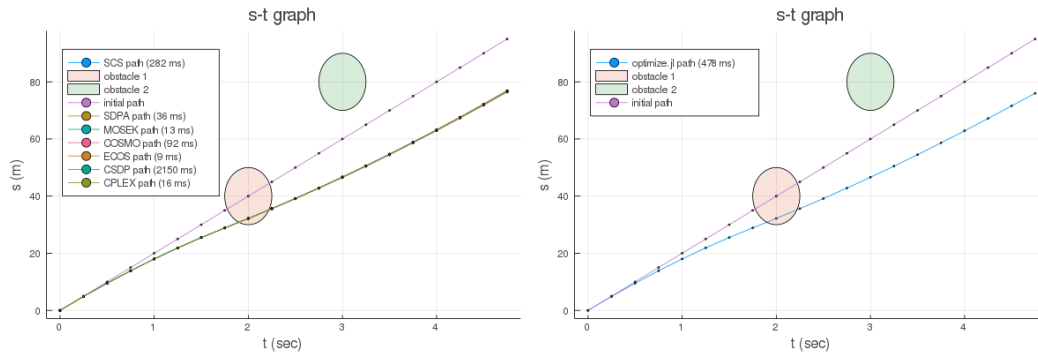 s-t graph
SCS path (282 ms)
obstacle 1
obstacle 2
initial path
SDPA path (36 ms)
MOSEK path (13 ms)
COSMO path (92 ms)
ECOS path (9 ms)
CSDP path (2150 ms)
CPLEX path (16 ms)
80
60
40
20
0
s (m)
0 1 2 3 4
t (sec)
s-t graph
optimize.jl path (478 ms)
obstacle 1
obstacle 2
initial path
80
60
40
20
0
s (m)
0 1 2 3 4
t (sec)